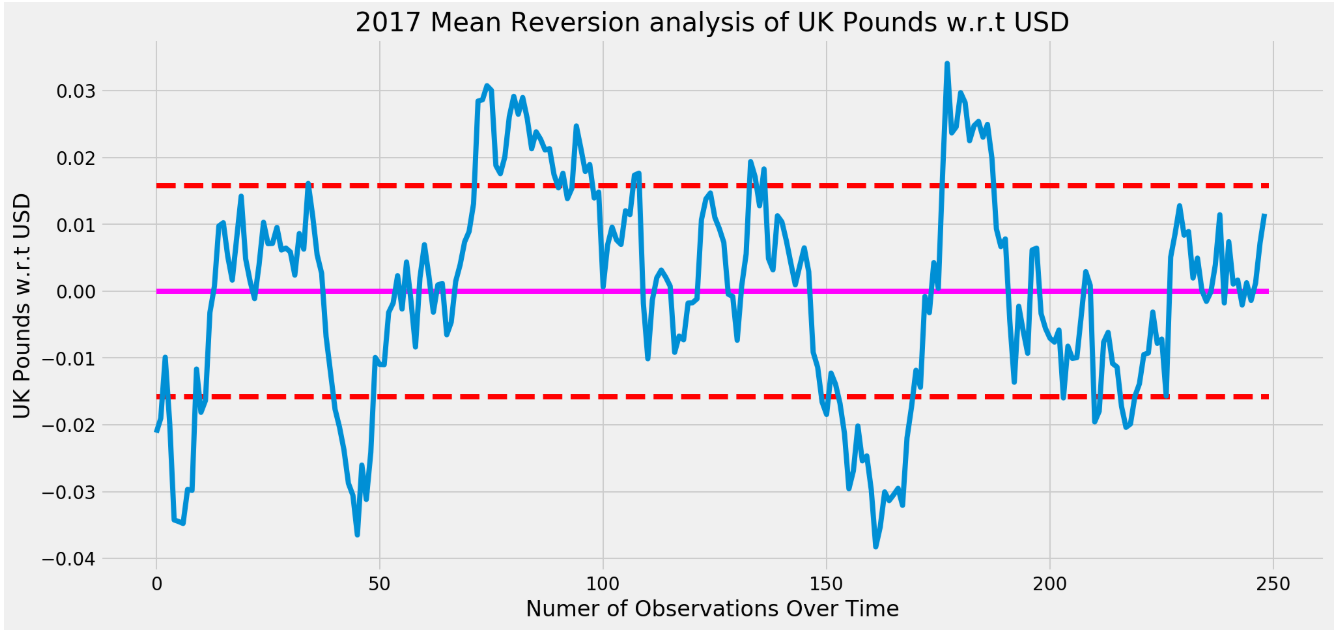 2017 Mean Reversion analysis of UK Pounds w.r.t USD
UK Pounds w.r.t USD
0.03
0.02
0.01
0.00
−0.01
−0.02
−0.03
−0.04
0 50 100 150 200 250
Numer of Observations Over Time